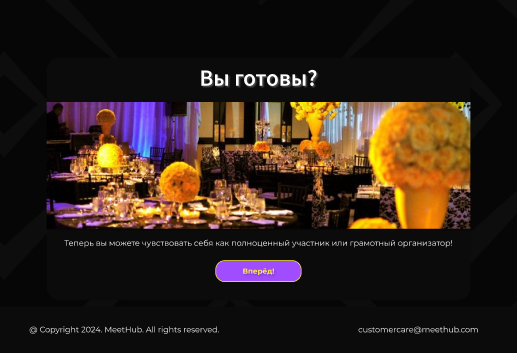 Вы готовы?
Теперь вы можете чувствовать себя как полноценный участник или грамотный организатор!
Вперёд!
@ Copyright 2024. MeetHub. All rights reserved.
customercare@meethub.com